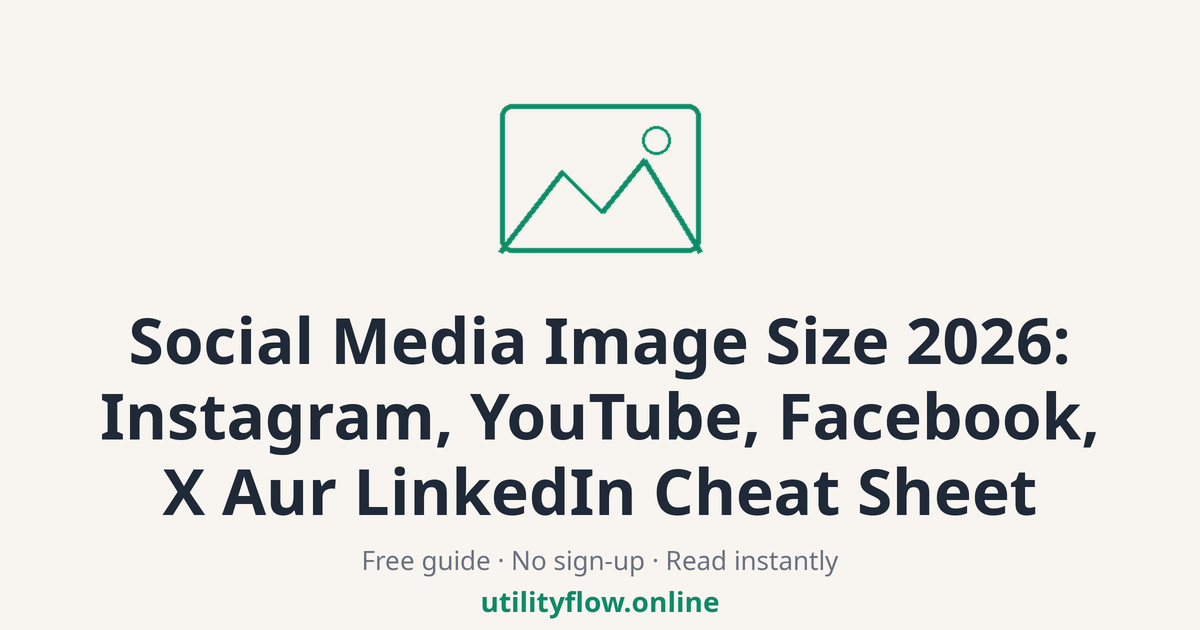 Social Media Image Size 2026:
Instagram, YouTube, Facebook,
X Aur LinkedIn Cheat Sheet
Free guide · No sign-up · Read instantly
utilityflow.online